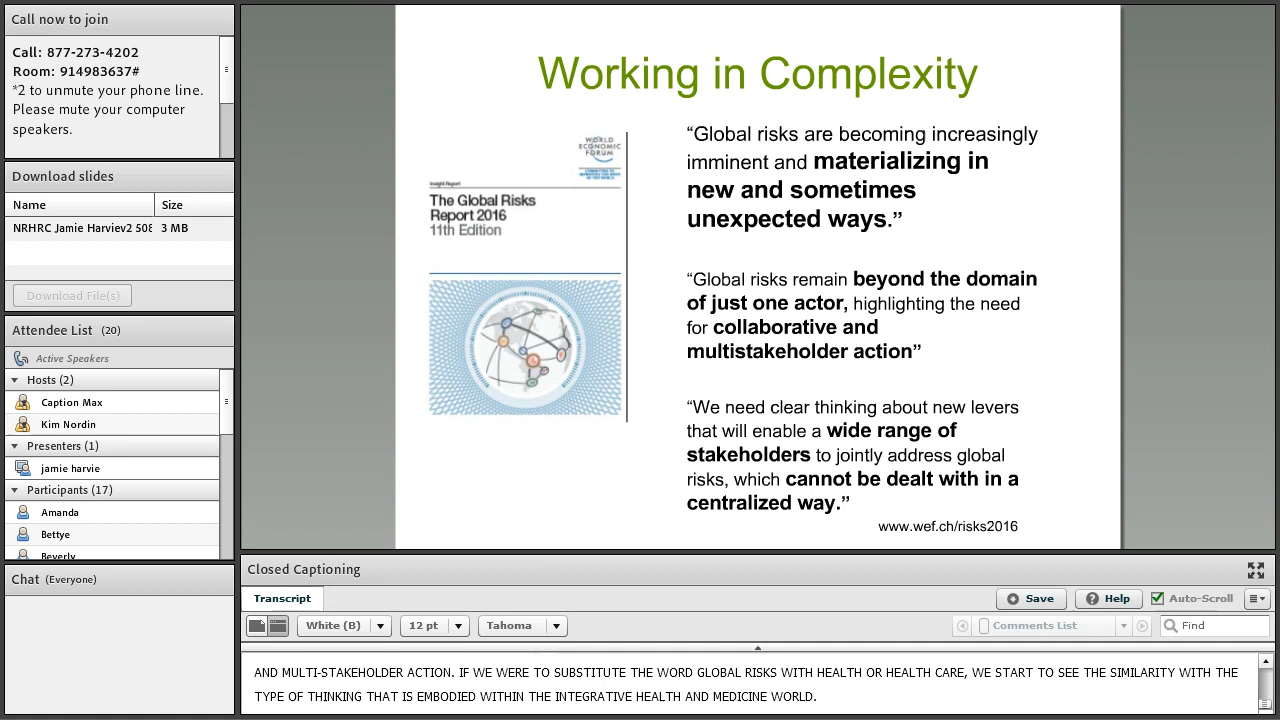 Call now to join
Call: 877-273-4202
Room: 914983637#
*2 to unmute your phone line.
Please mute your computer
speakers.
Download slides
Name Size
NRHRC Jamie Harviev2 508 3 MB
Download File(s)
Attendee List (20)
Active Speakers
Hosts (2)
Caption Max
Kim Nordin
Presenters (1)
jamie harvie
Participants (17)
Amanda
Bettye
Beverly
Chat (Everyone)
Working in Complexity
WORLD
ECONOMIC
FORUM
Insight Report
The Global Risks
Report 2016
11th Edition
“Global risks are becoming increasingly
imminent and materializing in
new and sometimes
unexpected ways.”
“Global risks remain beyond the domain
of just one actor, highlighting the need
for collaborative and
multistakeholder action”
“We need clear thinking about new levers
that will enable a wide range of
stakeholders to jointly address global
risks, which cannot be dealt with in a
centralized way.”
www.wef.ch/risks2016
Closed Captioning
Transcript
Save Help Auto-Scroll
White (B) 12 pt Tahoma Comments List Find
AND MULTI-STAKEHOLDER ACTION. IF WE WERE TO SUBSTITUTE THE WORD GLOBAL RISKS WITH HEALTH OR HEALTH CARE, WE START TO SEE THE SIMILARITY WITH THE
TYPE OF THINKING THAT IS EMBODIED WITHIN THE INTEGRATIVE HEALTH AND MEDICINE WORLD.